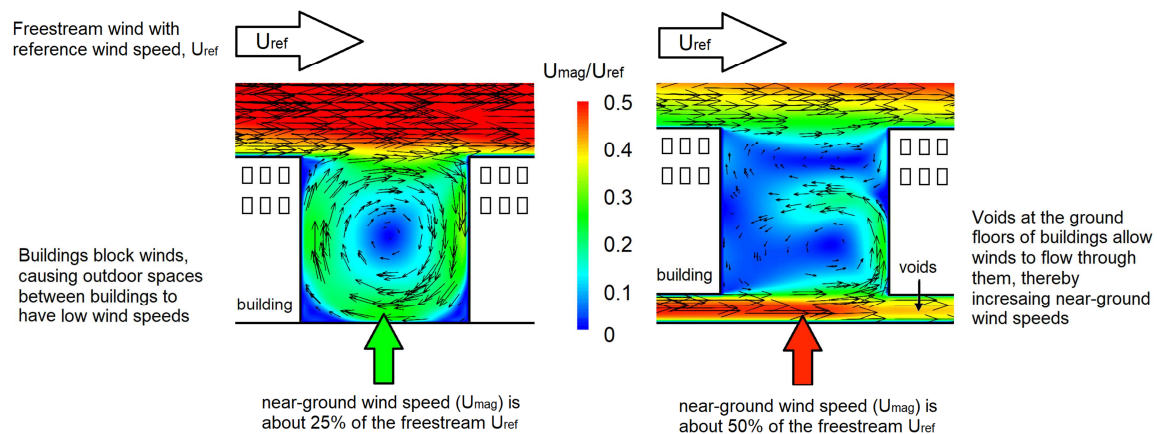 Freestream wind with
reference wind speed, Uref
Uref
Uref
Umag/Uref
0.5
0.4
0.3
0.2
0.1
0
Buildings block winds,
causing outdoor spaces
between buildings to
have low wind speeds
building
building
voids
Voids at the ground
floors of buildings allow
winds to flow through
them, thereby
incresaing near-ground
wind speeds
near-ground wind speed (Umag) is
about 25% of the freestream Uref
near-ground wind speed (Umag) is
about 50% of the freestream Uref